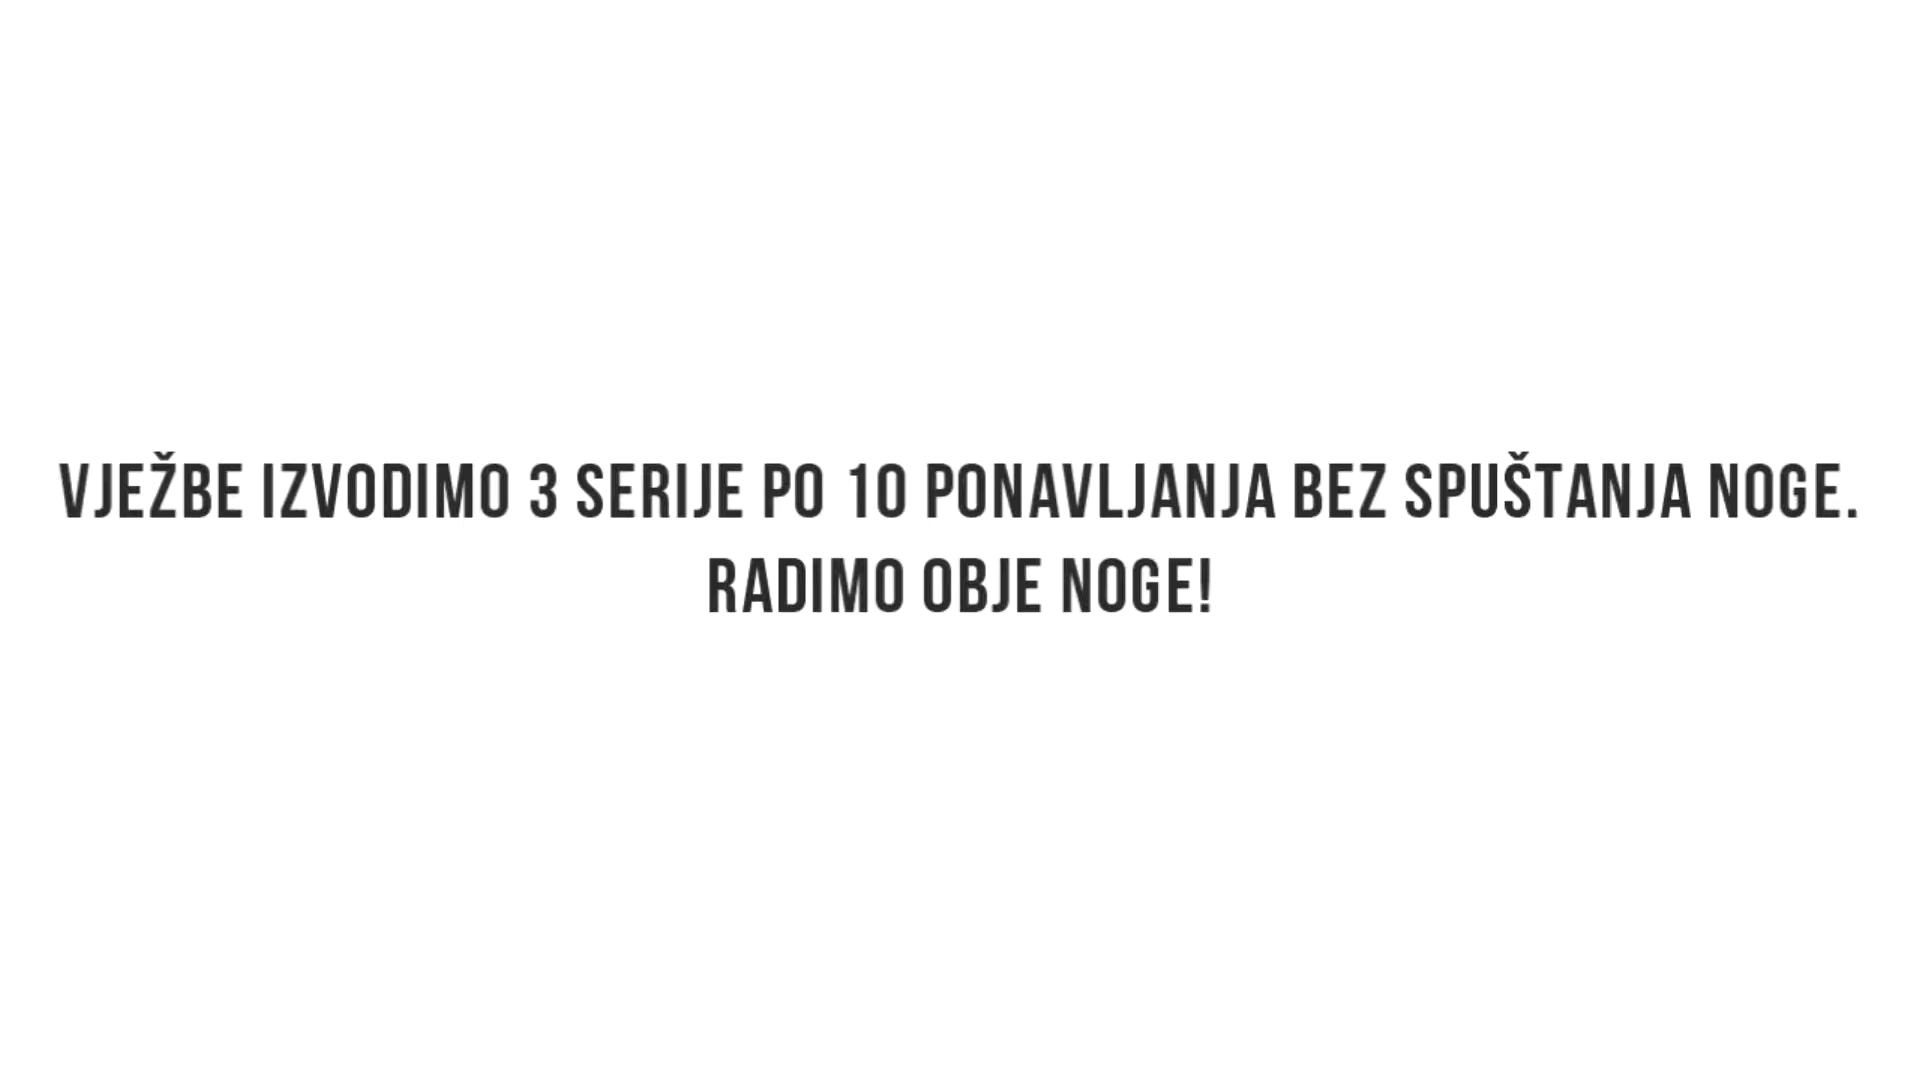 VJEŽBE IZVODIMO 3 SERIJE PO 10 PONAVLJANJA BEZ SPUŠTANJA NOGE.
RADIMO OBJE NOGE!